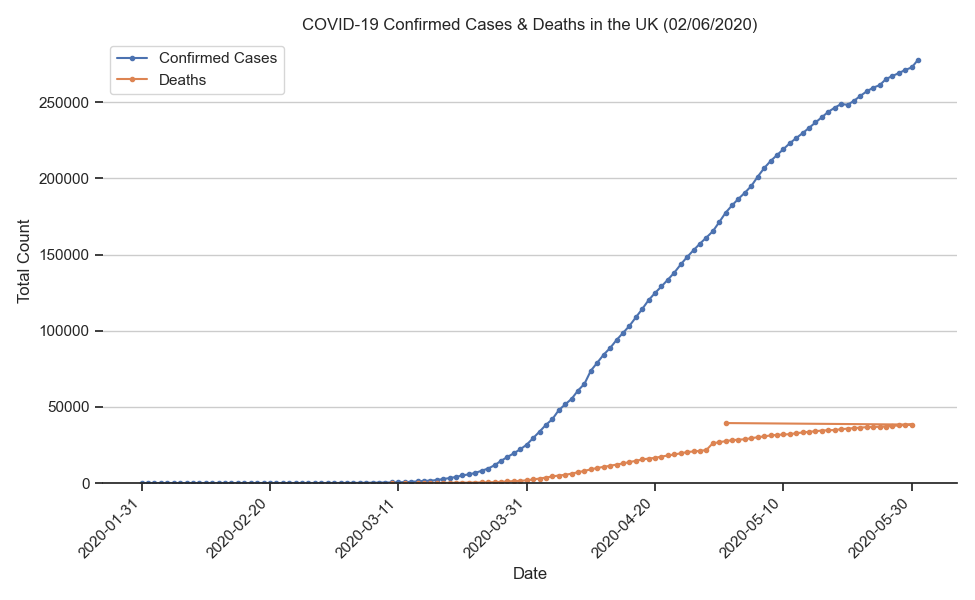 COVID-19 Confirmed Cases & Deaths in the UK (02/06/2020)
Confirmed Cases
Deaths
250000
200000
150000
100000
50000
0
Total Count
2020-01-31
2020-02-20
2020-03-11
2020-03-31
2020-04-20
2020-05-10
2020-05-30
Date